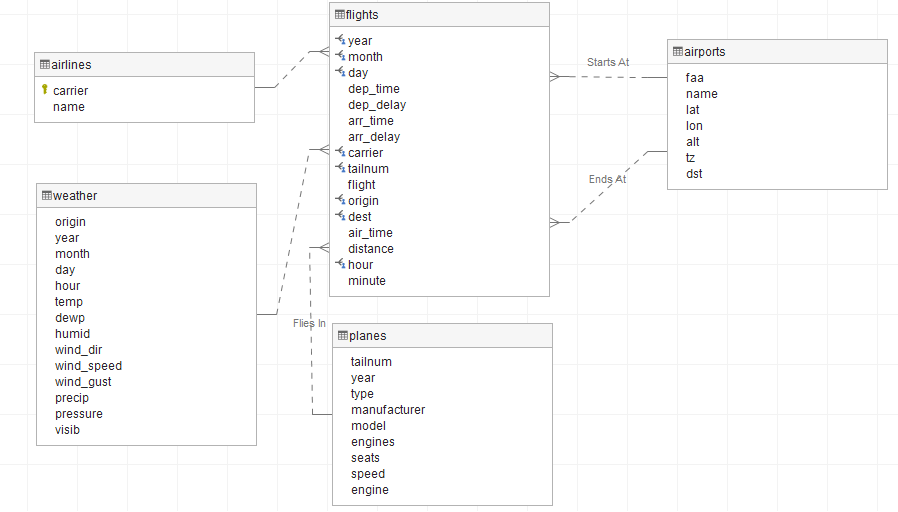 airlines
carrier
name
weather
origin
year
month
day
hour
temp
dewp
humid
wind_dir
wind_speed
wind_gust
precip
pressure
visib
flights
year
month
day
dep_time
dep_delay
arr_time
arr_delay
carrier
tailnum
flight
origin
dest
air_time
distance
hour
minute
Flies In
planes
tailnum
year
type
manufacturer
model
engines
seats
speed
engine
Starts At
Ends At
airports
faa
name
lat
lon
alt
tz
dst